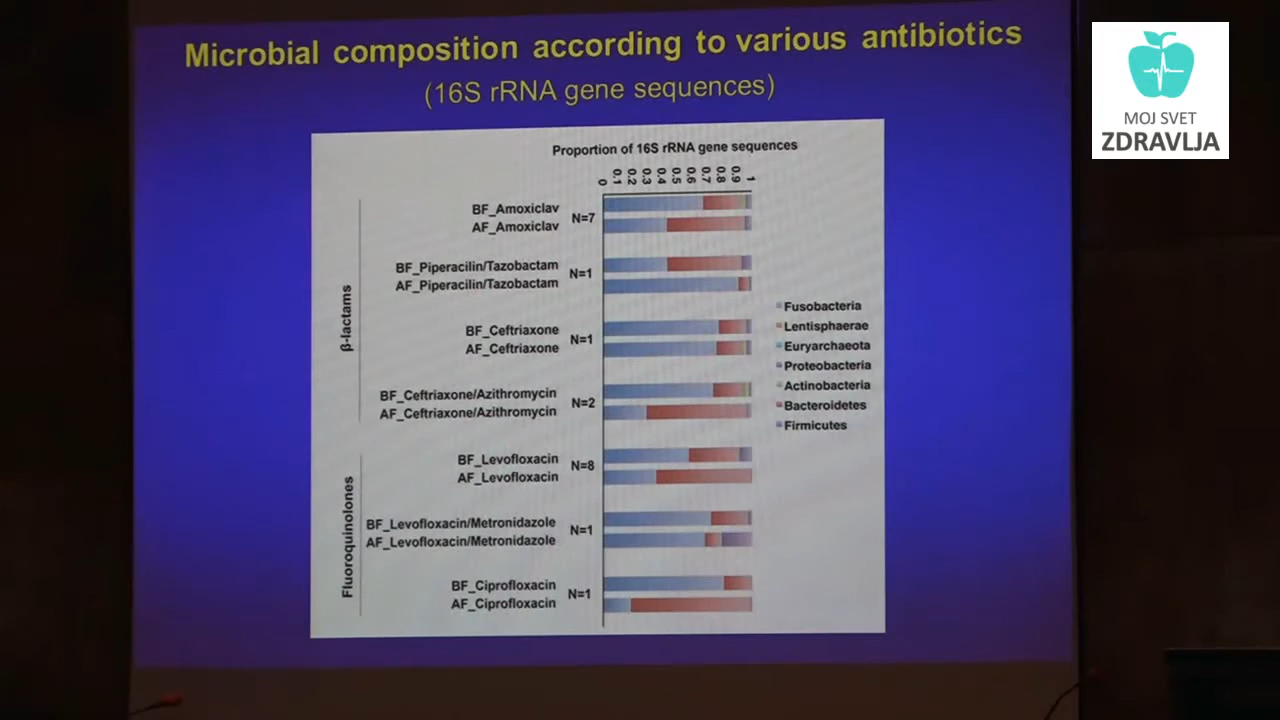 Microbial composition according to various antibiotics
(16S rRNA gene sequences)
MOJ SVET
ZDRAVLJA
Proportion of 16S rRNA gene sequences
0 0.1 0.2 0.3 0.4 0.5 0.6 0.7 0.8 0.9 1
β-lactams
BF_Amoxiclav
AF_Amoxiclav
N=7
BF_Piperacilin/Tazobactam
AF_Piperacilin/Tazobactam
N=1
BF_Ceftriaxone
AF_Ceftriaxone
N=1
BF_Ceftriaxone/Azithromycin
AF_Ceftriaxone/Azithromycin
N=2
Fluoroquinolones
BF_Levofloxacin
AF_Levofloxacin
N=8
BF_Levofloxacin/Metronidazole
AF_Levofloxacin/Metronidazole
N=1
BF_Ciprofloxacin
AF_Ciprofloxacin
N=1
Fusobacteria
Lentisphaerae
Euryarchaeota
Proteobacteria
Actinobacteria
Bacteroidetes
Firmicutes